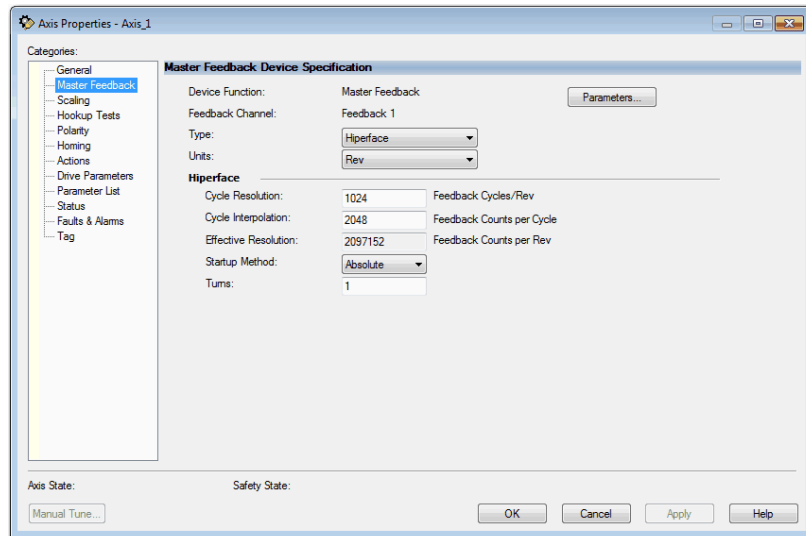 Axis Properties - Axis_1
Categories:
General
Master Feedback
Scaling
Hookup Tests
Polarity
Homing
Actions
Drive Parameters
Parameter List
Status
Faults & Alarms
Tag
Master Feedback Device Specification
Device Function: Master Feedback Parameters...
Feedback Channel: Feedback 1
Type: Hiperface
Units: Rev
Hiperface
Cycle Resolution: 1024 Feedback Cycles/Rev
Cycle Interpolation: 2048 Feedback Counts per Cycle
Effective Resolution: 2097152 Feedback Counts per Rev
Startup Method: Absolute
Turns: 1
Axis State: Safety State:
Manual Tune... OK Cancel Apply Help